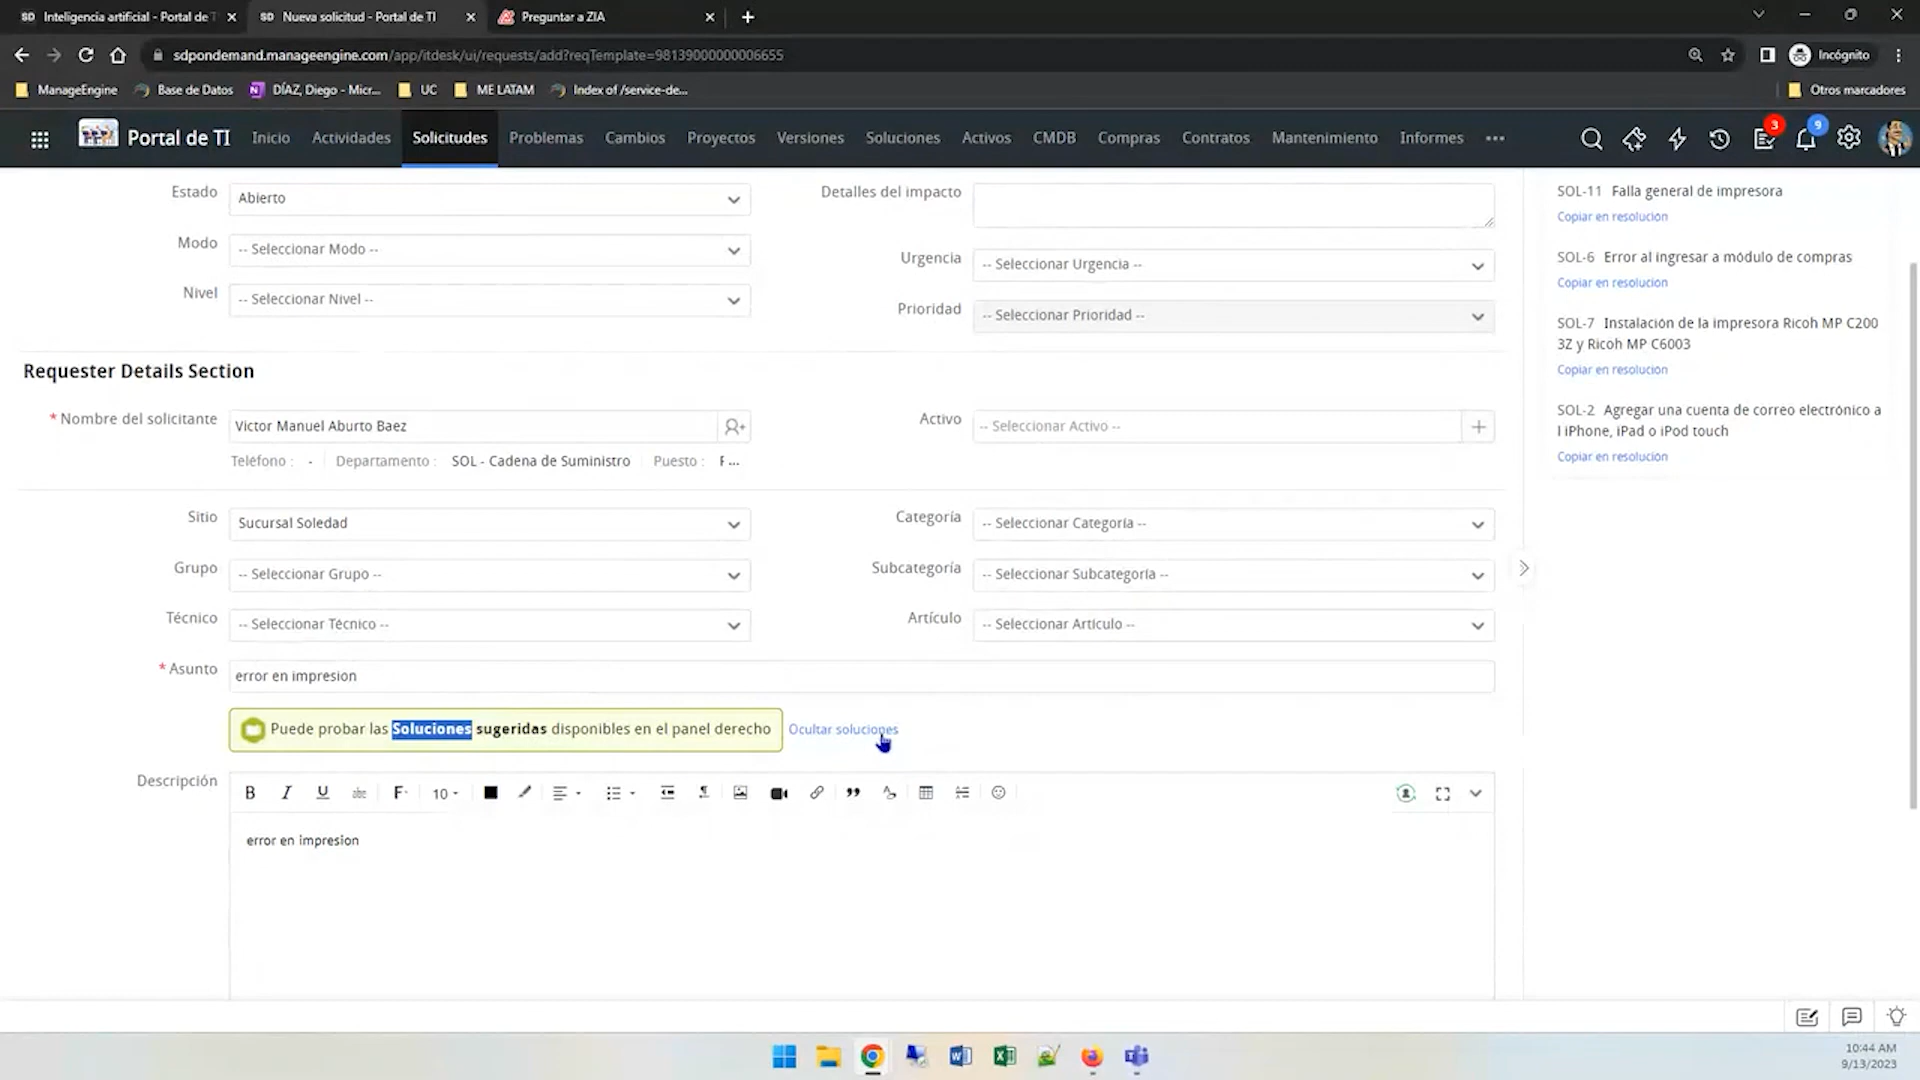 SD Inteligencia artificial - Portal de T
SD Nueva solicitud - Portal de TI
Preguntar a ZIA
sdpondemand.manageengine.com/app/itdesk/ui/requests/add?reqTemplate=98139000000006655
Incógnito
ManageEngine
Base de Datos
DÍAZ, Diego - Micr...
UC
ME LATAM
Index of /service-de...
Otros marcadores
Portal de TI
Inicio
Actividades
Solicitudes
Problemas
Cambios
Proyectos
Versiones
Soluciones
Activos
CMDB
Compras
Contratos
Mantenimiento
Informes
3
9
Estado
Abierto
Detalles del impacto
Modo
-- Seleccionar Modo --
Urgencia
-- Seleccionar Urgencia --
Nivel
-- Seleccionar Nivel --
Prioridad
-- Seleccionar Prioridad --
Requester Details Section
* Nombre del solicitante
Victor Manuel Aburto Baez
Activo
-- Seleccionar Activo --
Teléfono : - Departamento : SOL - Cadena de Suministro Puesto : F ...
Sitio
Sucursal Soledad
Categoría
-- Seleccionar Categoría --
Grupo
-- Seleccionar Grupo --
Subcategoría
-- Seleccionar Subcategoría --
Técnico
-- Seleccionar Técnico --
Artículo
-- Seleccionar Artículo --
* Asunto
error en impresion
Puede probar las Soluciones sugeridas disponibles en el panel derecho
Ocultar soluciones
Descripción
B I U abc F 10
error en impresion
SOL-11 Falla general de impresora
Copiar en resolución
SOL-6 Error al ingresar a módulo de compras
Copiar en resolución
SOL-7 Instalación de la impresora Ricoh MP C200
3Z y Ricoh MP C6003
Copiar en resolución
SOL-2 Agregar una cuenta de correo electrónico a
l iPhone, iPad o iPod touch
Copiar en resolución
10:44 AM
9/13/2023